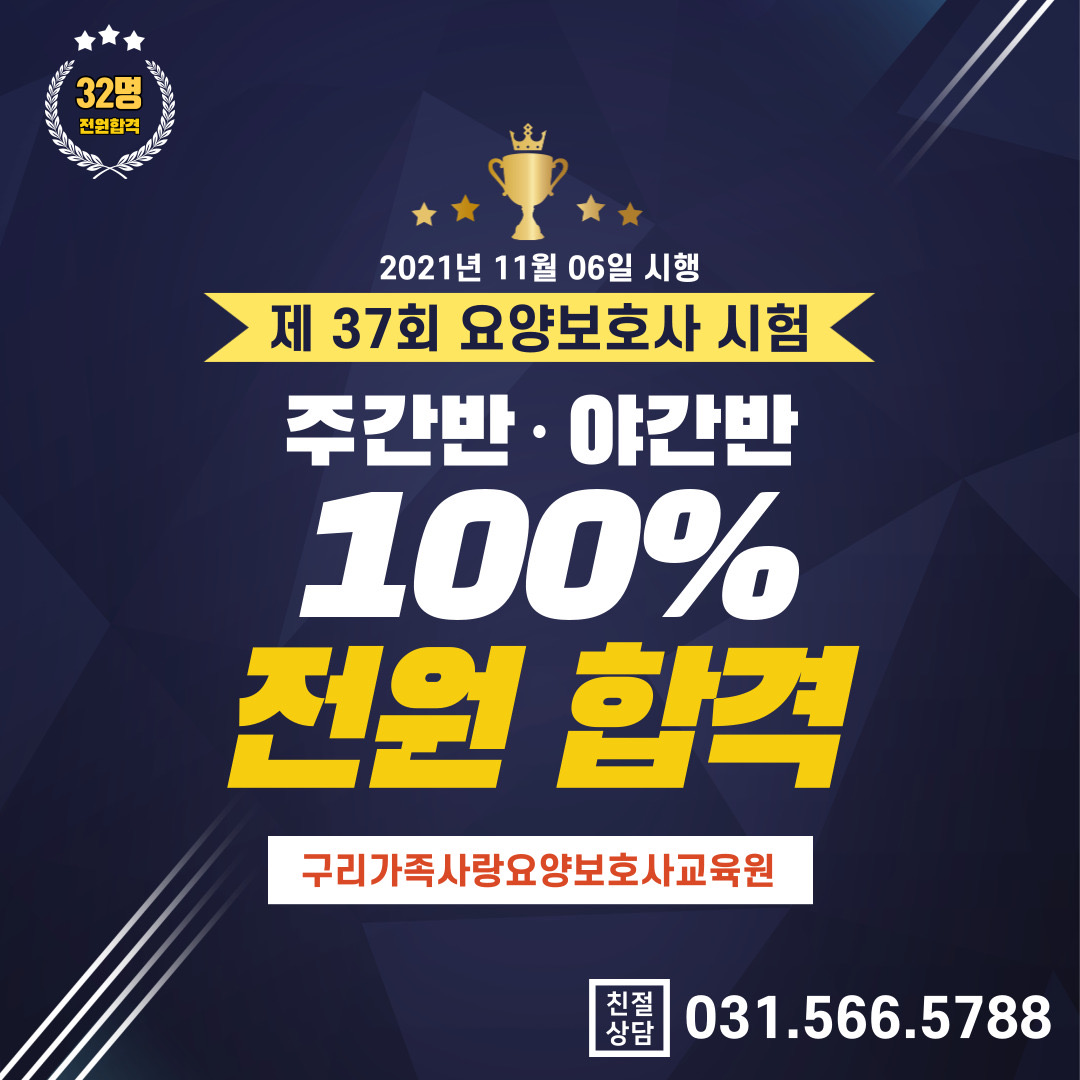 32명
전원합격
2021년 11월 06일 시행
제 37회 요양보호사 시험
주간반 · 야간반
100%
전원 합격
구리가족사랑요양보호사교육원
친절
상담
031.566.5788